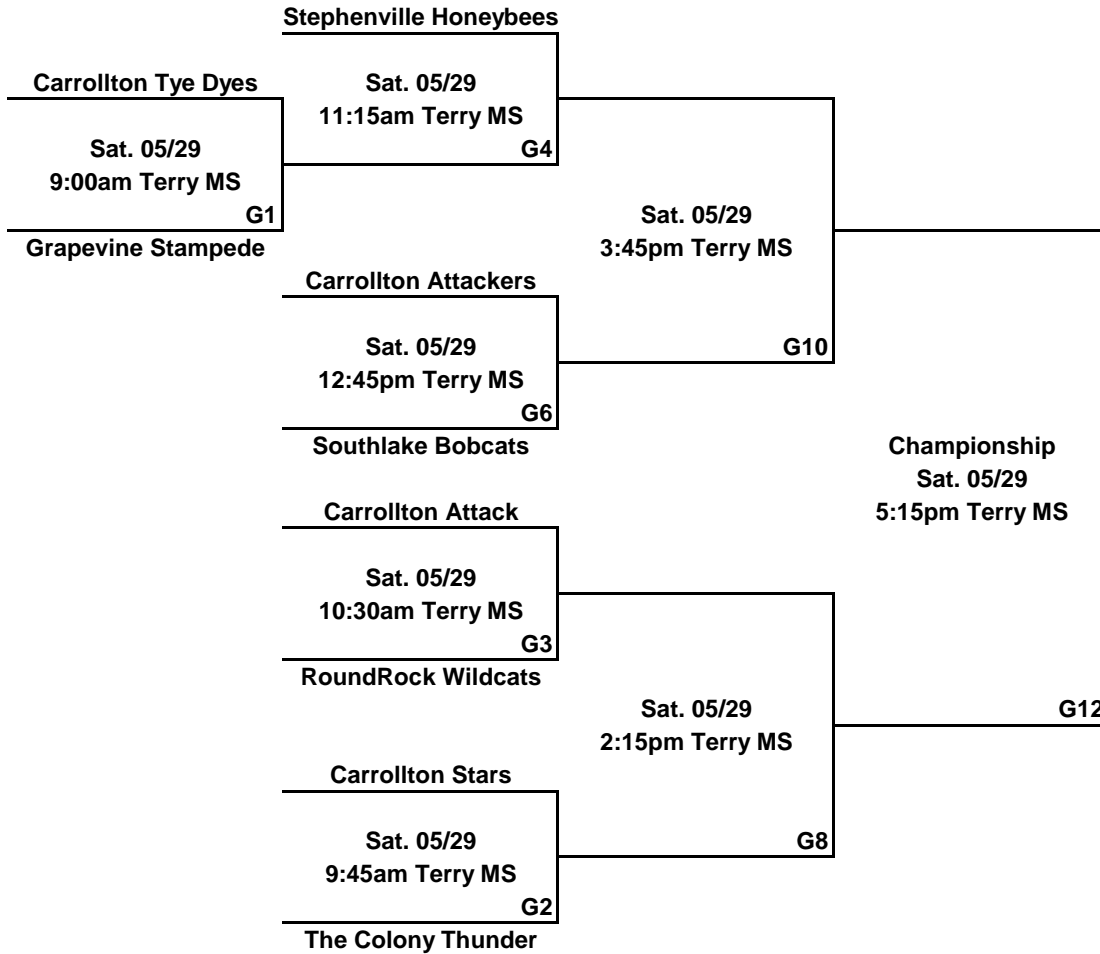 Stephenville Honeybees
Carrollton Tye Dyes
Sat. 05/29
11:15am Terry MS
G4
Sat. 05/29
9:00am Terry MS
G1
Grapevine Stampede
Sat. 05/29
3:45pm Terry MS
G10
Carrollton Attackers
Sat. 05/29
12:45pm Terry MS
G6
Southlake Bobcats
Championship
Sat. 05/29
5:15pm Terry MS
G12
Carrollton Attack
Sat. 05/29
10:30am Terry MS
G3
RoundRock Wildcats
Sat. 05/29
2:15pm Terry MS
G8
Carrollton Stars
Sat. 05/29
9:45am Terry MS
G2
The Colony Thunder